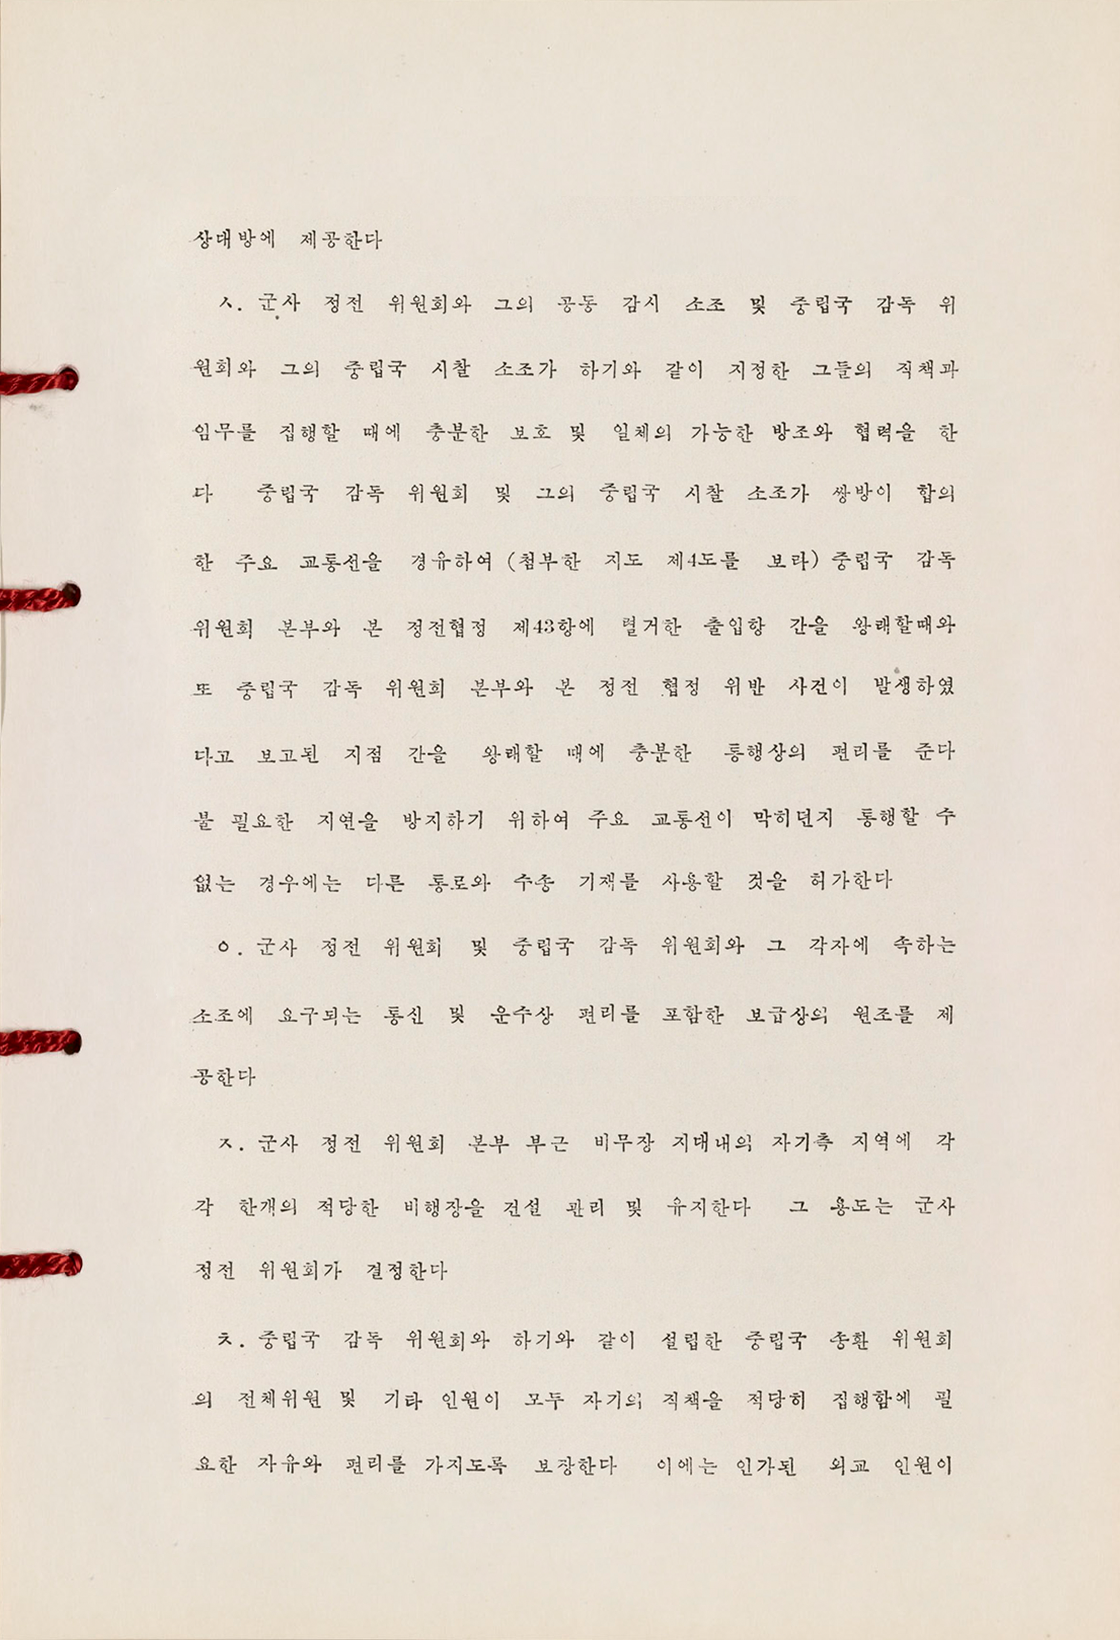 상대방에 제공한다
ㅅ. 군사 정전 위원회와 그의 공동 감시 소조 및 중립국 감독 위
원회와 그의 중립국 시찰 소조가 하기와 같이 지정한 그들의 직책과
임무를 집행할 때에 충분한 보호 및 일체의 가능한 방조와 협력을 한
다 중립국 감독 위원회 및 그의 중립국 시찰 소조가 쌍방이 합의
한 주요 교통선을 경유하여 (첨부한 지도 제4도를 보라) 중립국 감독
위원회 본부와 본 정전협정 제43항에 렬거한 출입항 간을 왕래할때와
또 중립국 감독 위원회 본부와 본 정전 협정 위반 사건이 발생하였
다고 보고된 지점 간을 왕래할 때에 충분한 통행상의 편리를 준다
불 필요한 지연을 방지하기 위하여 주요 교통선이 막히던지 통행할 수
없는 경우에는 다른 통로와 수송 기재를 사용할 것을 허가한다
ㅇ. 군사 정전 위원회 및 중립국 감독 위원회와 그 각자에 속하는
소조에 요구되는 통신 및 운수상 편리를 포함한 보급상의 원조를 제
공한다
ㅈ. 군사 정전 위원회 본부 부근 비무장 지대내의 자기측 지역에 각
각 한개의 적당한 비행장을 건설 관리 및 유지한다 그 용도는 군사
정전 위원회가 결정한다
ㅊ. 중립국 감독 위원회와 하기와 같이 설립한 중립국 송환 위원회
의 전체위원 및 기타 인원이 모두 자기의 직책을 적당히 집행함에 필
요한 자유와 편리를 가지도록 보장한다 이에는 인가된 외교 인원이